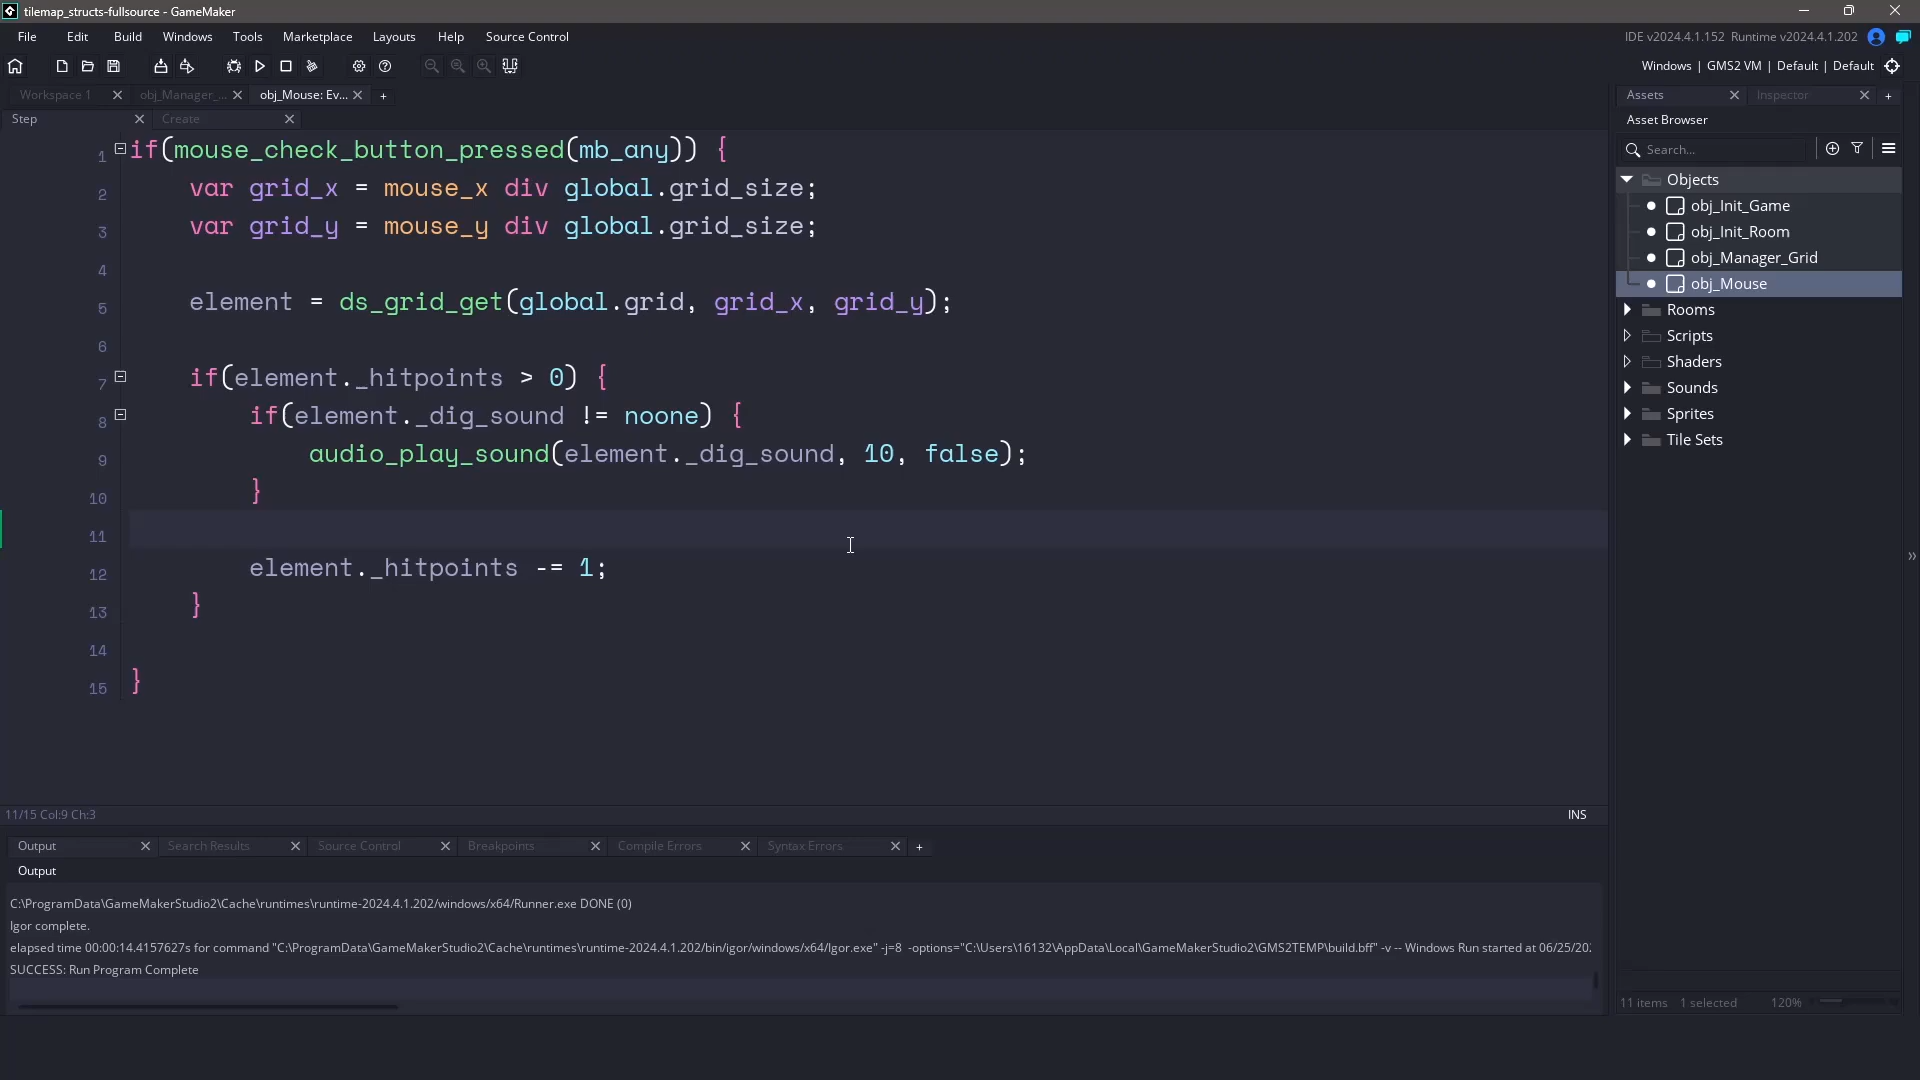 tilemap_structs-fullsource - GameMaker
File Edit Build Windows Tools Marketplace Layouts Help Source Control
IDE v2024.4.1.152 Runtime v2024.4.1.202
Windows | GMS2 VM | Default | Default
Workspace 1 obj_Manager_... obj_Mouse: Ev...
Step Create
1 if(mouse_check_button_pressed(mb_any)) {
2 var grid_x = mouse_x div global.grid_size;
3 var grid_y = mouse_y div global.grid_size;
4
5 element = ds_grid_get(global.grid, grid_x, grid_y);
6
7 if(element._hitpoints > 0) {
8 if(element._dig_sound != noone) {
9 audio_play_sound(element._dig_sound, 10, false);
10 }
11
12 element._hitpoints -= 1;
13 }
14
15 }
11/15 Col:9 Ch:3
INS
Assets Inspector
Asset Browser
Search...
Objects
obj_Init_Game
obj_Init_Room
obj_Manager_Grid
obj_Mouse
Rooms
Scripts
Shaders
Sounds
Sprites
Tile Sets
11 items 1 selected 120%
Output Search Results Source Control Breakpoints Compile Errors Syntax Errors
Output
C:\ProgramData\GameMakerStudio2\Cache\runtimes\runtime-2024.4.1.202/windows/x64/Runner.exe DONE (0)
Igor complete.
elapsed time 00:00:14.4157627s for command "C:\ProgramData\GameMakerStudio2\Cache\runtimes\runtime-2024.4.1.202/bin/igor/windows/x64/Igor.exe" -j=8 -options="C:\Users\16132\AppData\Local\GameMakerStudio2\GMS2TEMP\build.bff" -v -- Windows Run started at 06/25/202
SUCCESS: Run Program Complete